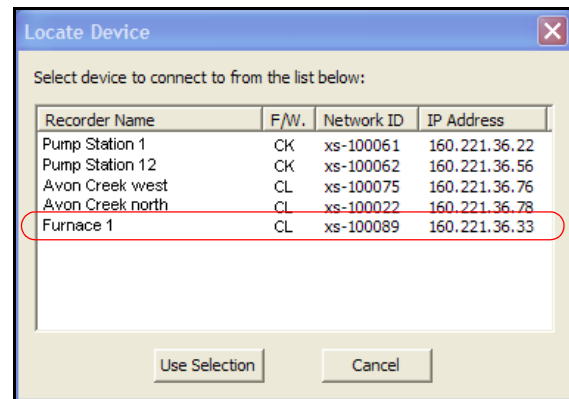 Locate Device
Select device to connect to from the list below:
Recorder Name F/W. Network ID IP Address
Pump Station 1 CK xs-100061 160.221.36.22
Pump Station 12 CK xs-100062 160.221.36.56
Avon Creek west CL xs-100075 160.221.36.76
Avon Creek north CL xs-100022 160.221.36.78
Furnace 1 CL xs-100089 160.221.36.33
Use Selection Cancel